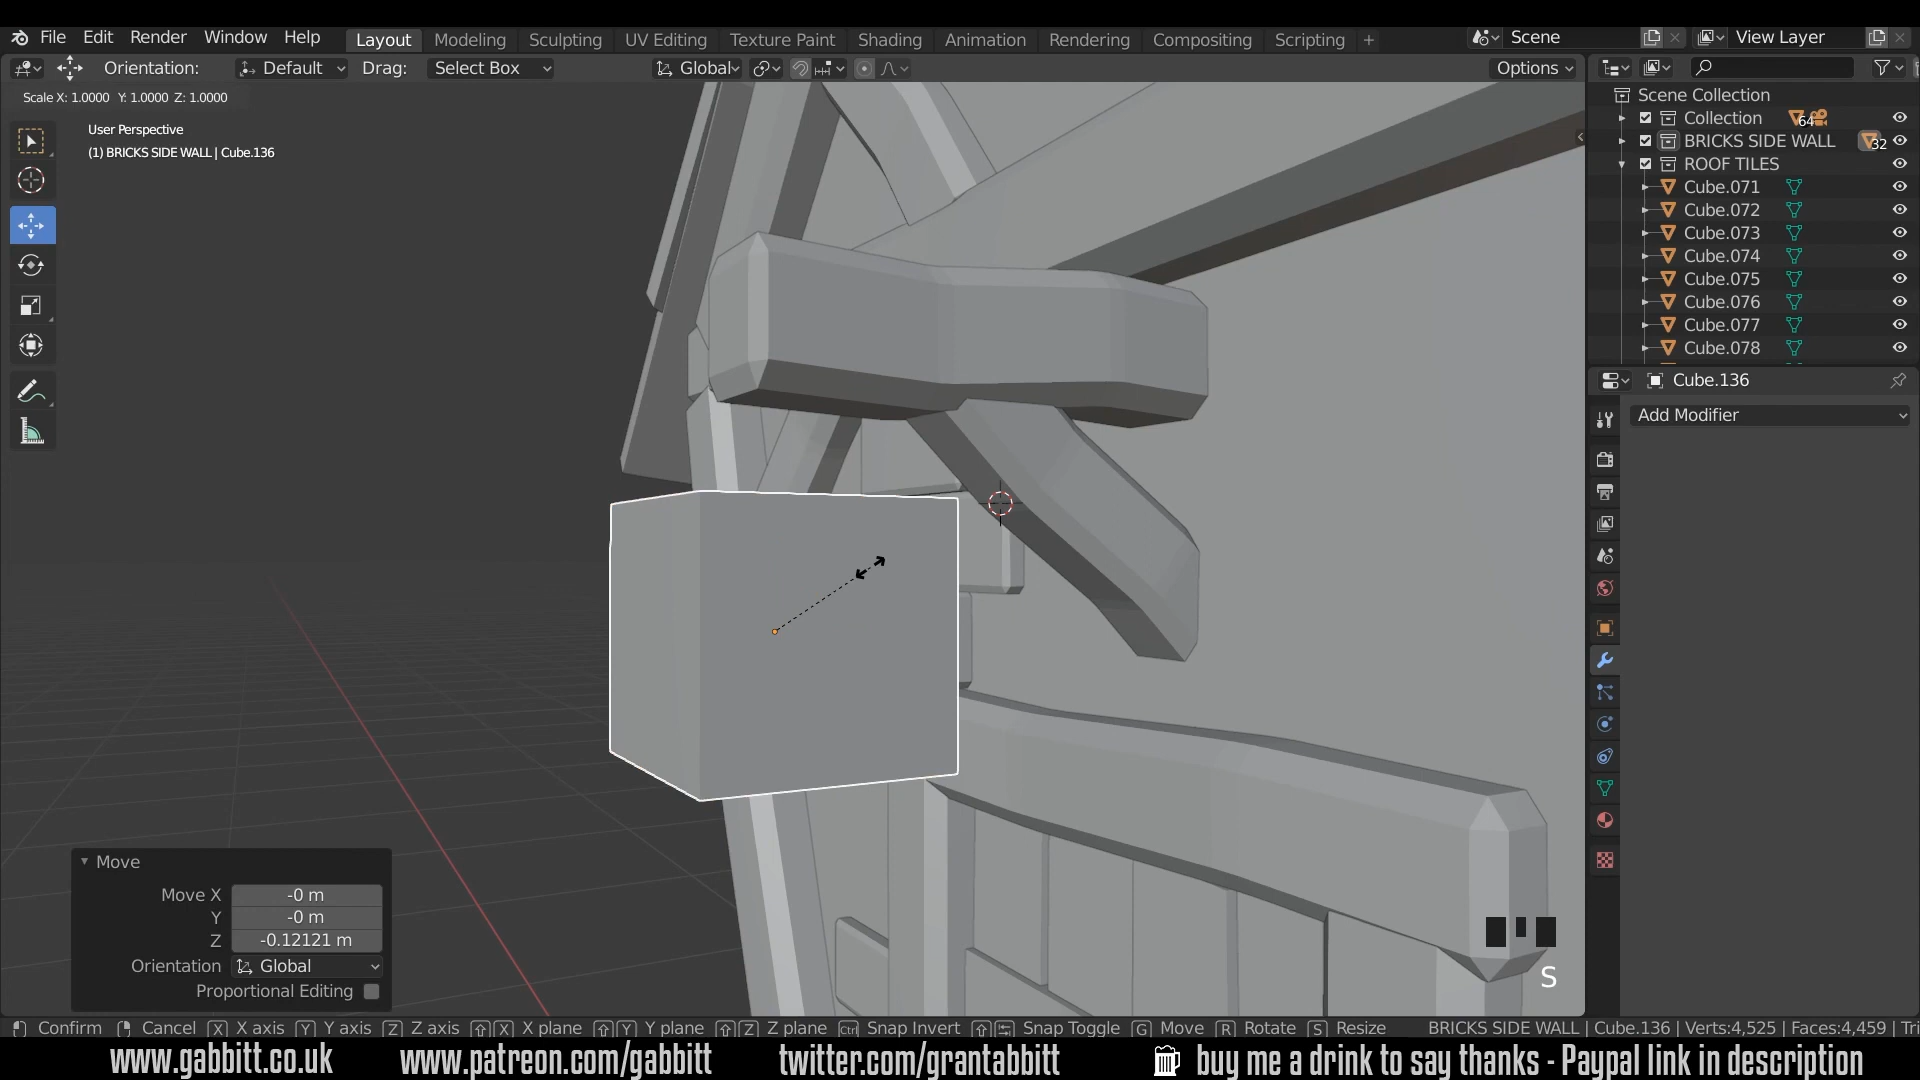 File Edit Render Window Help Layout Modeling Sculpting UV Editing Texture Paint Shading Animation Rendering Compositing Scripting + Scene View Layer
Orientation: Default Drag: Select Box Global Options
Scale X: 1.0000 Y: 1.0000 Z: 1.0000
User Perspective
(1) BRICKS SIDE WALL | Cube.136
Scene Collection
Collection 64
BRICKS SIDE WALL 32
ROOF TILES
Cube.071
Cube.072
Cube.073
Cube.074
Cube.075
Cube.076
Cube.077
Cube.078
Cube.136
Add Modifier
Move
Move X -0 m
Y -0 m
Z -0.12121 m
Orientation Global
Proportional Editing
S
Confirm Cancel X X axis Y Y axis Z Z axis X X plane Y Y plane Z Z plane Ctrl Snap Invert Snap Toggle G Move R Rotate S Resize BRICKS SIDE WALL | Cube.136 | Verts:4,525 | Faces:4,459 | Tri
www.gabbitt.co.uk www.patreon.com/gabbitt twitter.com/grantabbitt buy me a drink to say thanks - Paypal link in description